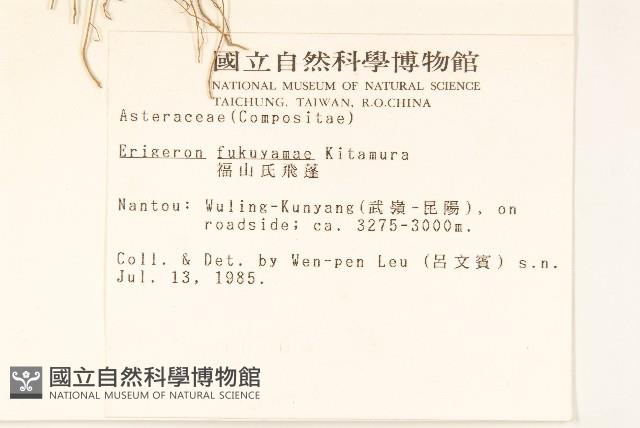 國立自然科學博物館
NATIONAL MUSEUM OF NATURAL SCIENCE
TAICHUNG, TAIWAN, R.O.CHINA
Asteraceae(Compositae)
Erigeron fukuyamae Kitamura
福山氏飛蓬
Nantou: Wuling-Kunyang(武嶺-昆陽), on
roadside; ca. 3275-3000m.
Coll. & Det. by Wen-pen Leu (呂文賓) s.n.
Jul. 13, 1985.
國立自然科學博物館
NATIONAL MUSEUM OF NATURAL SCIENCE